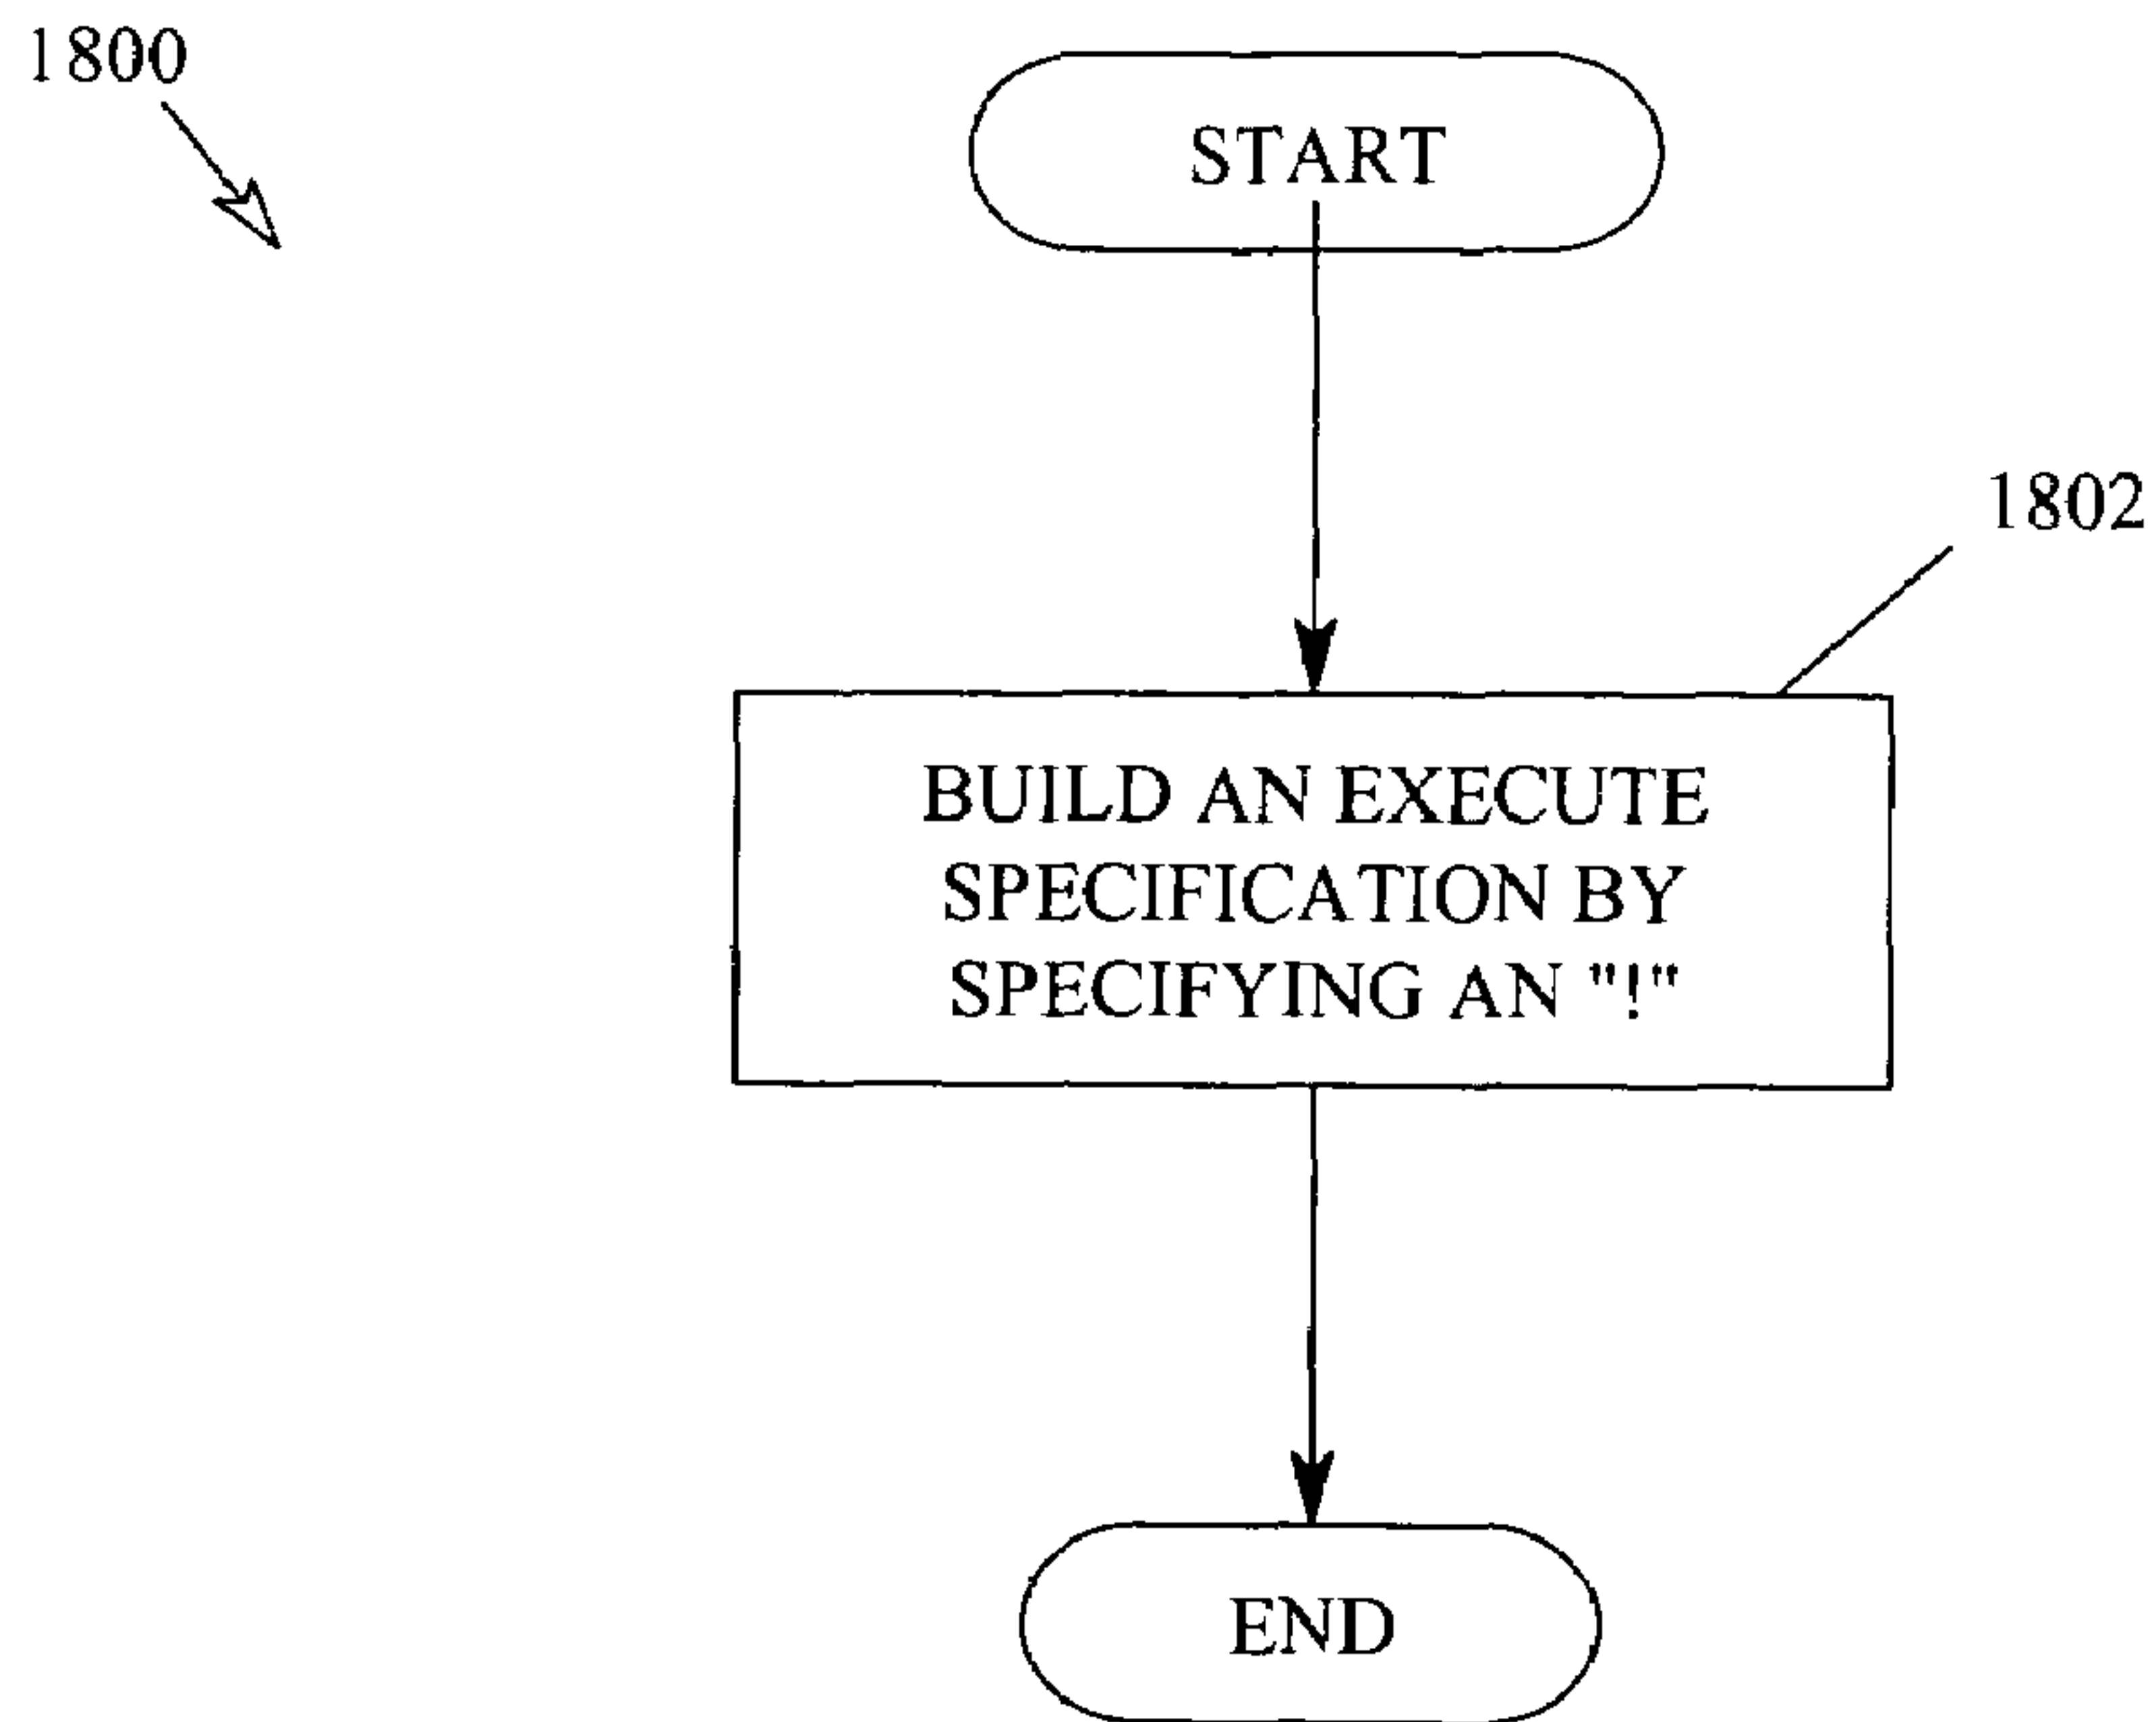 1800
START
1802
BUILD AN EXECUTE
SPECIFICATION BY
SPECIFYING AN "!"
END